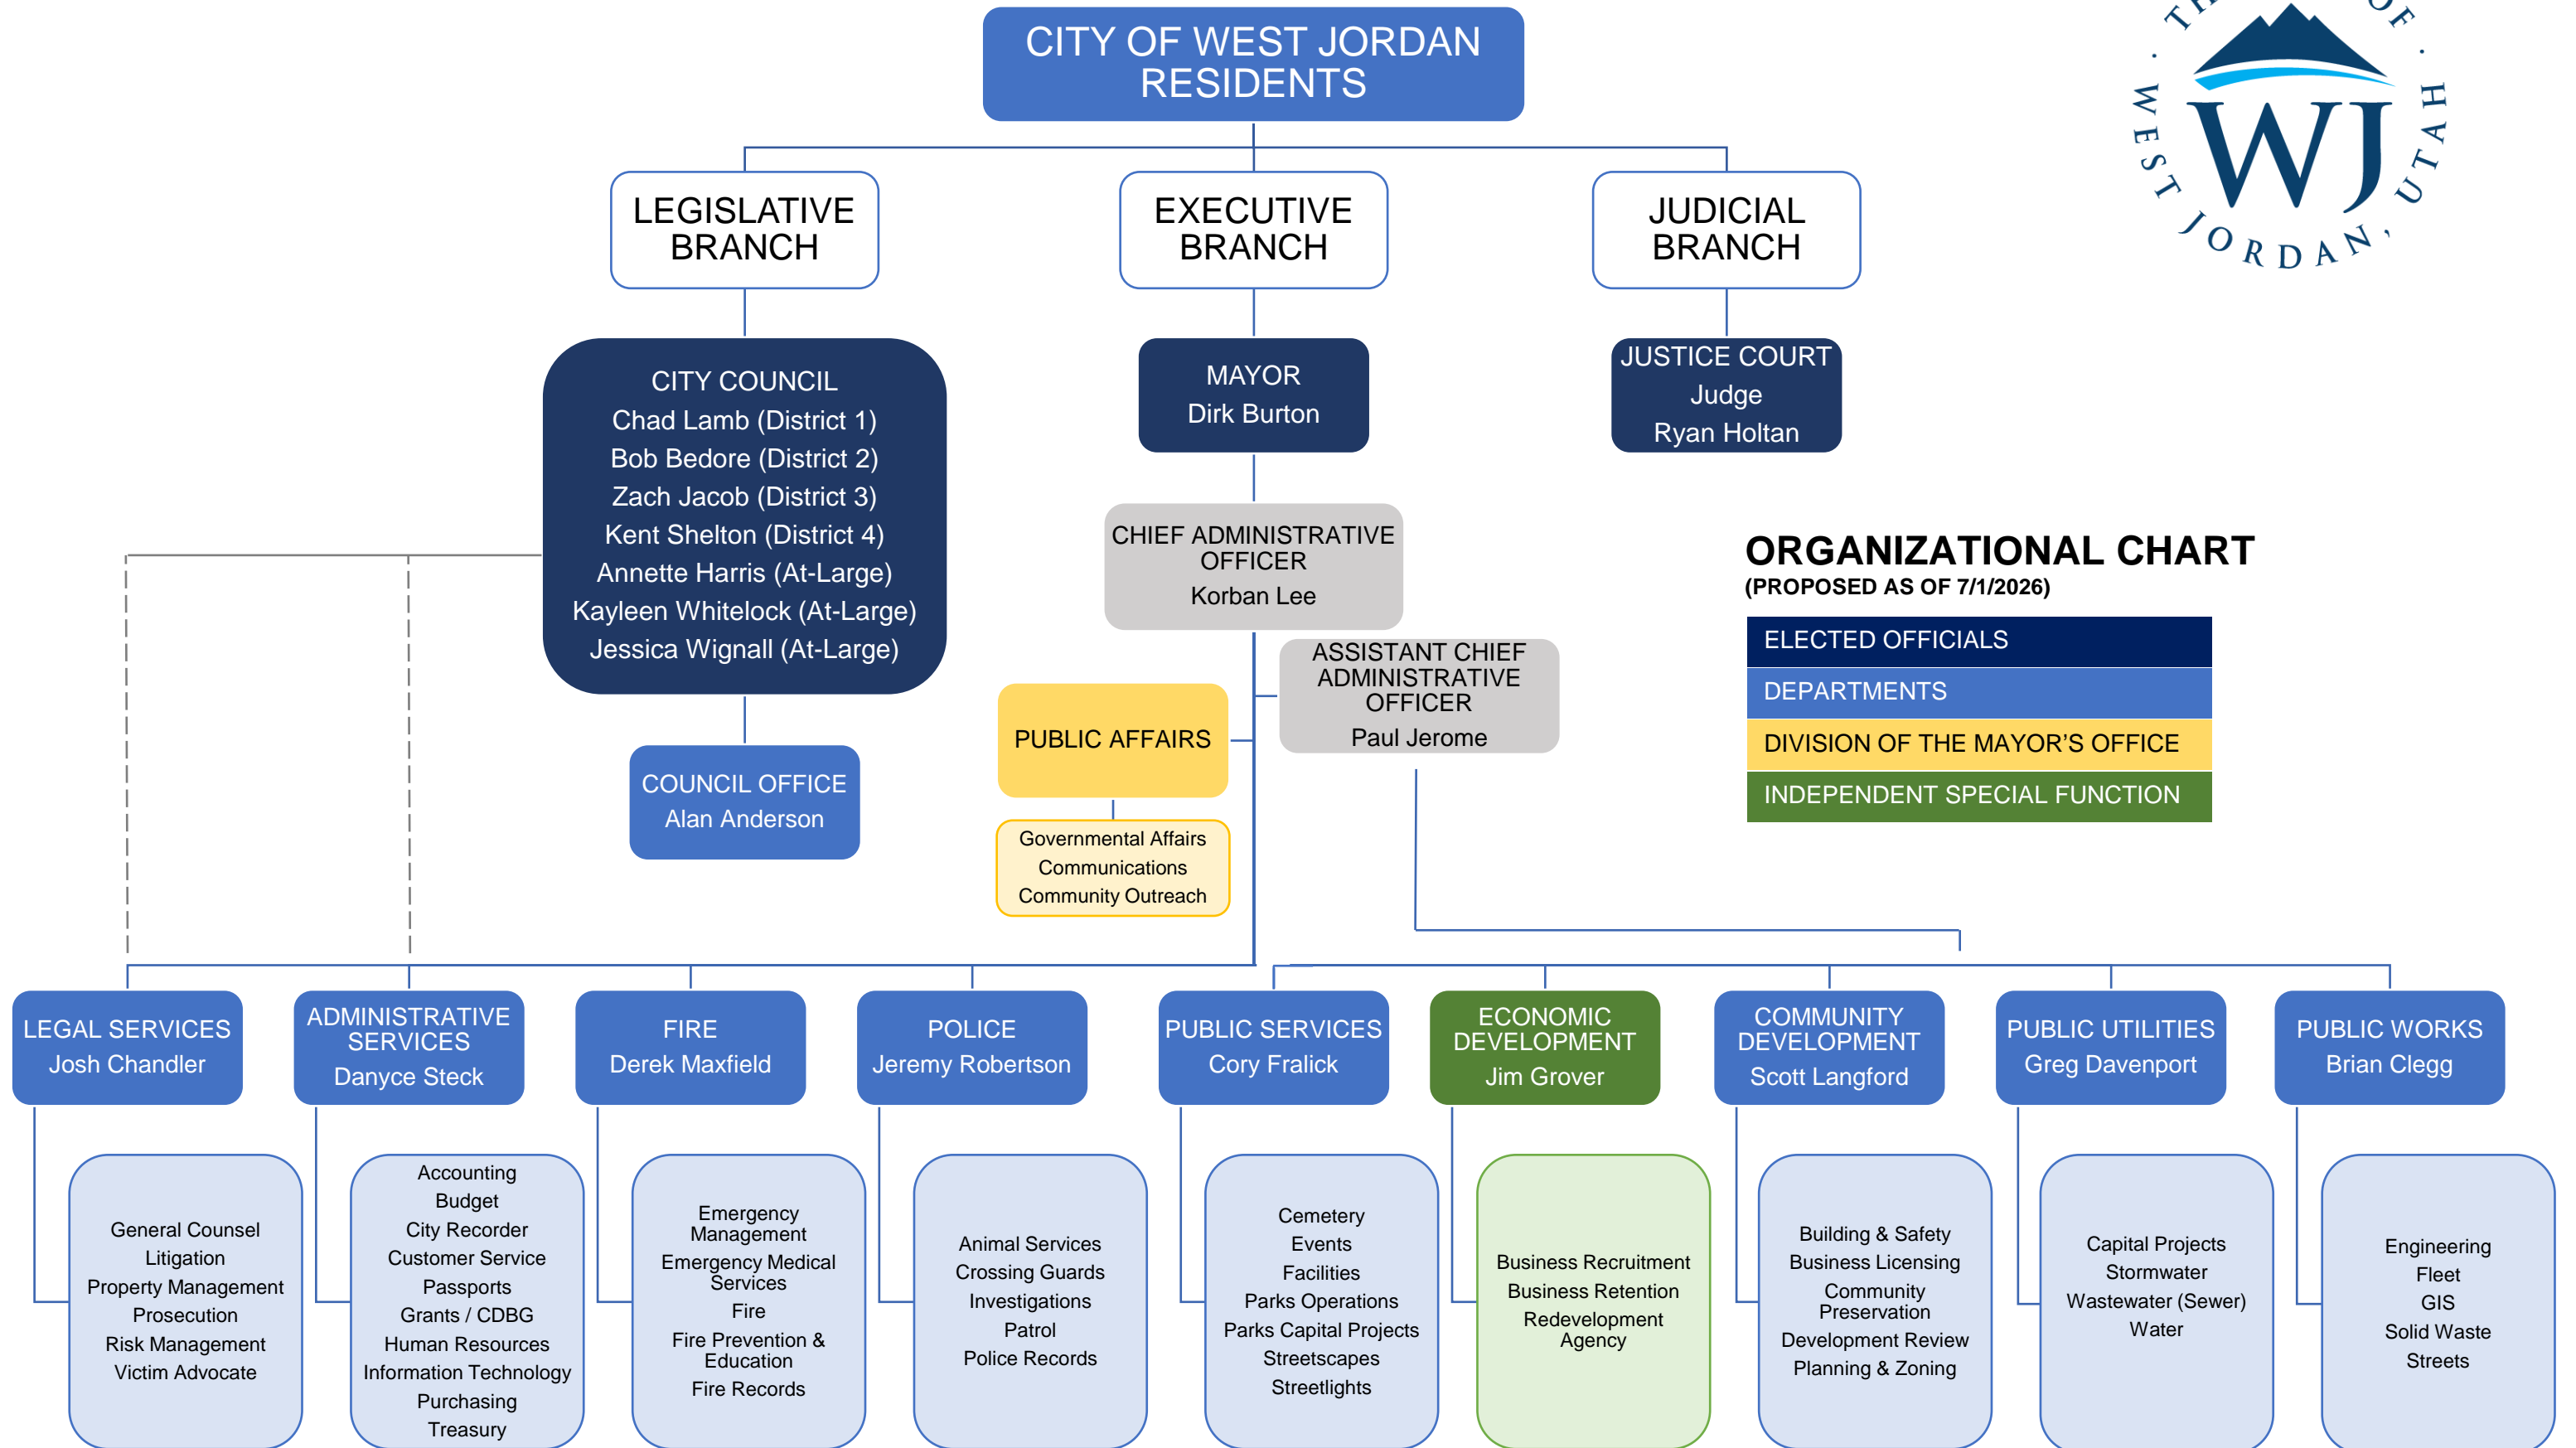 CITY OF WEST JORDAN
RESIDENTS
OF
WEST JORDAN, UTAH
WJ
LEGISLATIVE
BRANCH
EXECUTIVE
BRANCH
JUDICIAL
BRANCH
CITY COUNCIL
Chad Lamb (District 1)
Bob Bedore (District 2)
Zach Jacob (District 3)
Kent Shelton (District 4)
Annette Harris (At-Large)
Kayleen Whitelock (At-Large)
Jessica Wignall (At-Large)
MAYOR
Dirk Burton
JUSTICE COURT
Judge
Ryan Holtan
CHIEF ADMINISTRATIVE
OFFICER
Korban Lee
ASSISTANT CHIEF
ADMINISTRATIVE
OFFICER
Paul Jerome
ORGANIZATIONAL CHART
(PROPOSED AS OF 7/1/2026)
ELECTED OFFICIALS
DEPARTMENTS
DIVISION OF THE MAYOR’S OFFICE
INDEPENDENT SPECIAL FUNCTION
PUBLIC AFFAIRS
Governmental Affairs
Communications
Community Outreach
COUNCIL OFFICE
Alan Anderson
LEGAL SERVICES
Josh Chandler
ADMINISTRATIVE
SERVICES
Danyce Steck
FIRE
Derek Maxfield
POLICE
Jeremy Robertson
PUBLIC SERVICES
Cory Fralick
ECONOMIC
DEVELOPMENT
Jim Grover
COMMUNITY
DEVELOPMENT
Scott Langford
PUBLIC UTILITIES
Greg Davenport
PUBLIC WORKS
Brian Clegg
General Counsel
Litigation
Property Management
Prosecution
Risk Management
Victim Advocate
Accounting
Budget
City Recorder
Customer Service
Passports
Grants / CDBG
Human Resources
Information Technology
Purchasing
Treasury
Emergency
Management
Emergency Medical
Services
Fire
Fire Prevention &
Education
Fire Records
Animal Services
Crossing Guards
Investigations
Patrol
Police Records
Cemetery
Events
Facilities
Parks Operations
Parks Capital Projects
Streetscapes
Streetlights
Business Recruitment
Business Retention
Redevelopment
Agency
Building & Safety
Business Licensing
Community
Preservation
Development Review
Planning & Zoning
Capital Projects
Stormwater
Wastewater (Sewer)
Water
Engineering
Fleet
GIS
Solid Waste
Streets